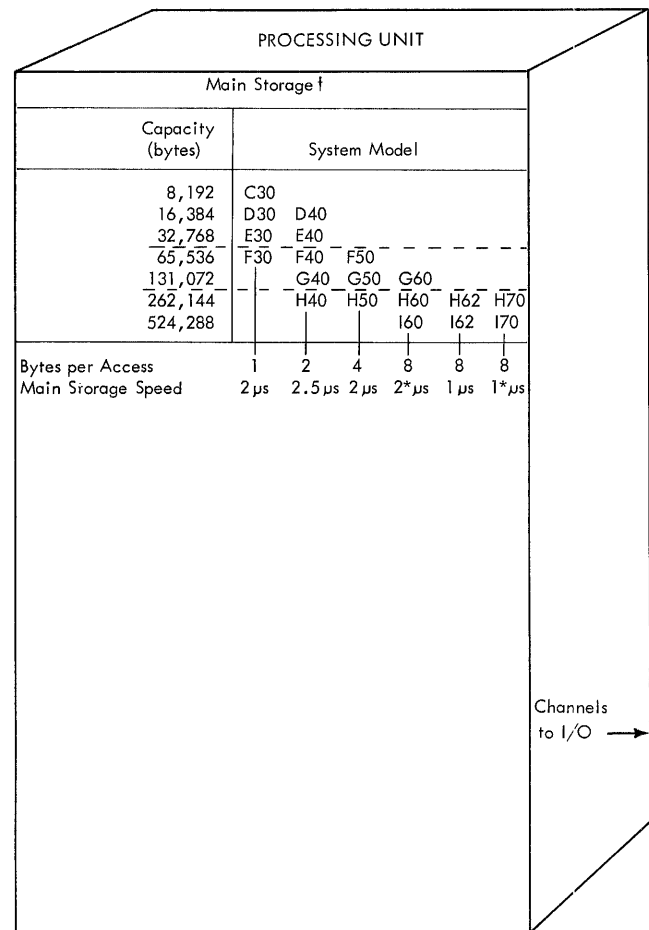 PROCESSING UNIT
Main Storage†
Capacity
(bytes)
System Model
8,192 C30
16,384 D30 D40
32,768 E30 E40
65,536 F30 F40 F50
131,072 G40 G50 G60
262,144 H40 H50 H60 H62 H70
524,288 I60 I62 I70
Bytes per Access 1 2 4 8 8 8
Main Storage Speed 2 μs 2.5 μs 2 μs 2*μs 1 μs 1*μs
Channels
to I/O